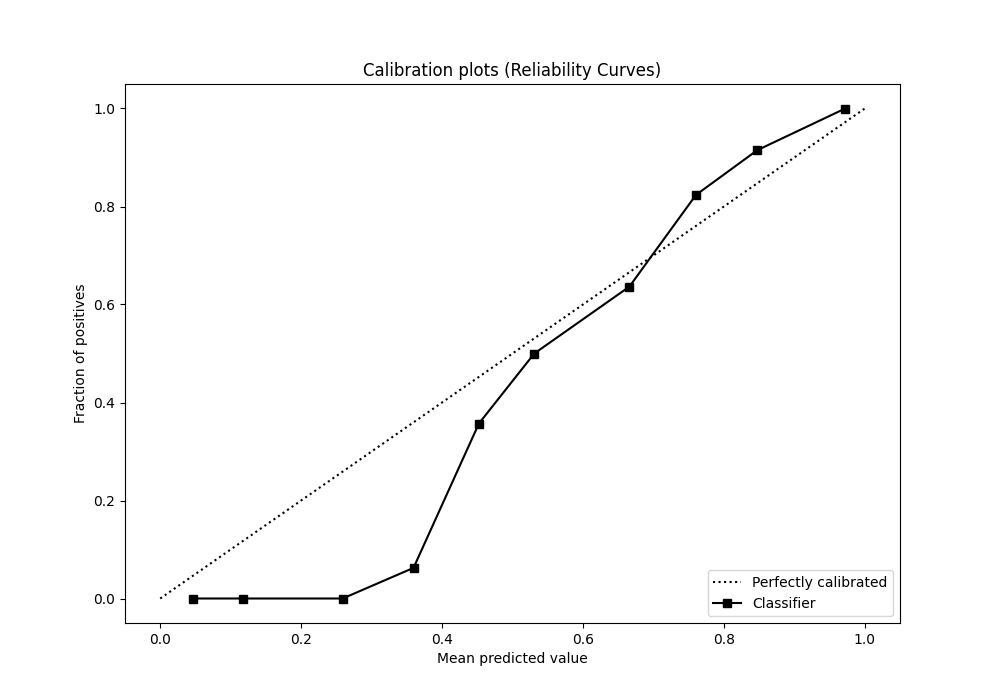 Calibration plots (Reliability Curves)
1.0
0.8
0.6
0.4
0.2
0.0
Fraction of positives
Perfectly calibrated
Classifier
0.0 0.2 0.4 0.6 0.8 1.0
Mean predicted value